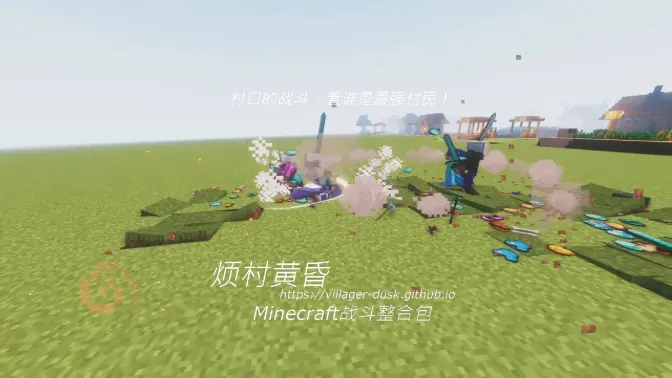 村口的战斗·看谁是最强村民！
烦村黄昏
https://villager-dusk.github.io
Minecraft战斗整合包